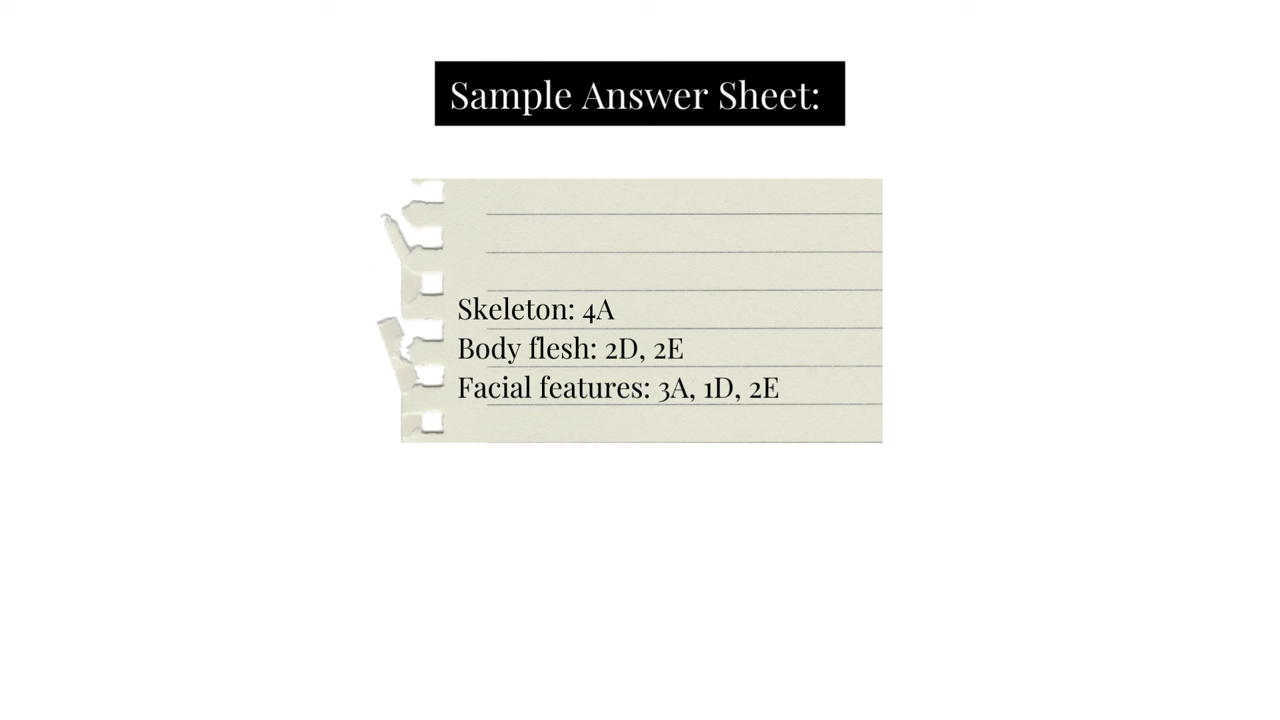 Sample Answer Sheet:
Skeleton: 4A
Body flesh: 2D, 2E
Facial features: 3A, 1D, 2E